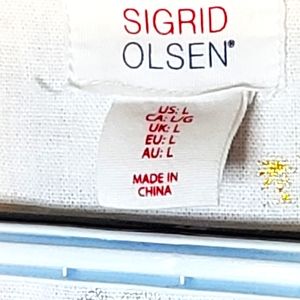 SIGRID
OLSEN®
US: L
CA: L/G
UK: L
EU: L
AU: L
MADE IN
CHINA